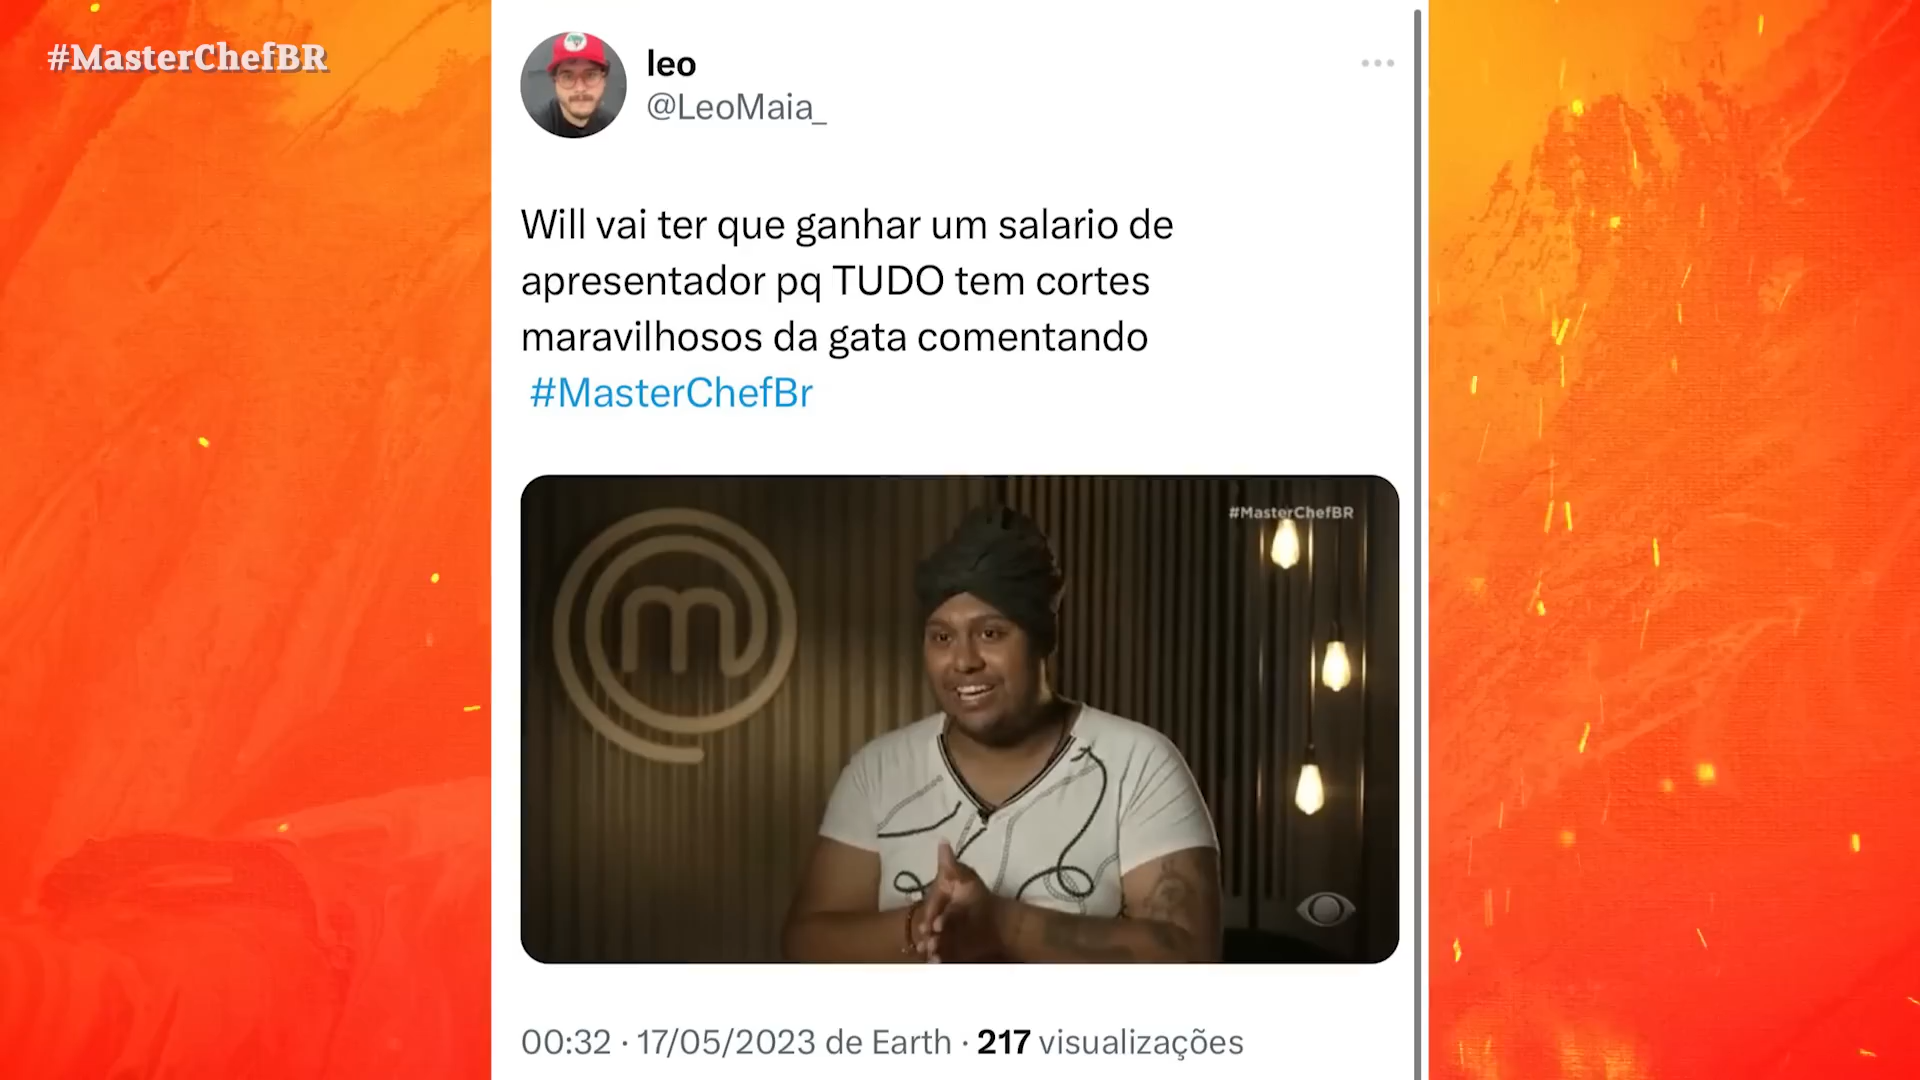 #MasterChefBR
leo
@LeoMaia_
Will vai ter que ganhar um salario de
apresentador pq TUDO tem cortes
maravilhosos da gata comentando
#MasterChefBr
#MasterChefBR
m
00:32 · 17/05/2023 de Earth · 217 visualizações